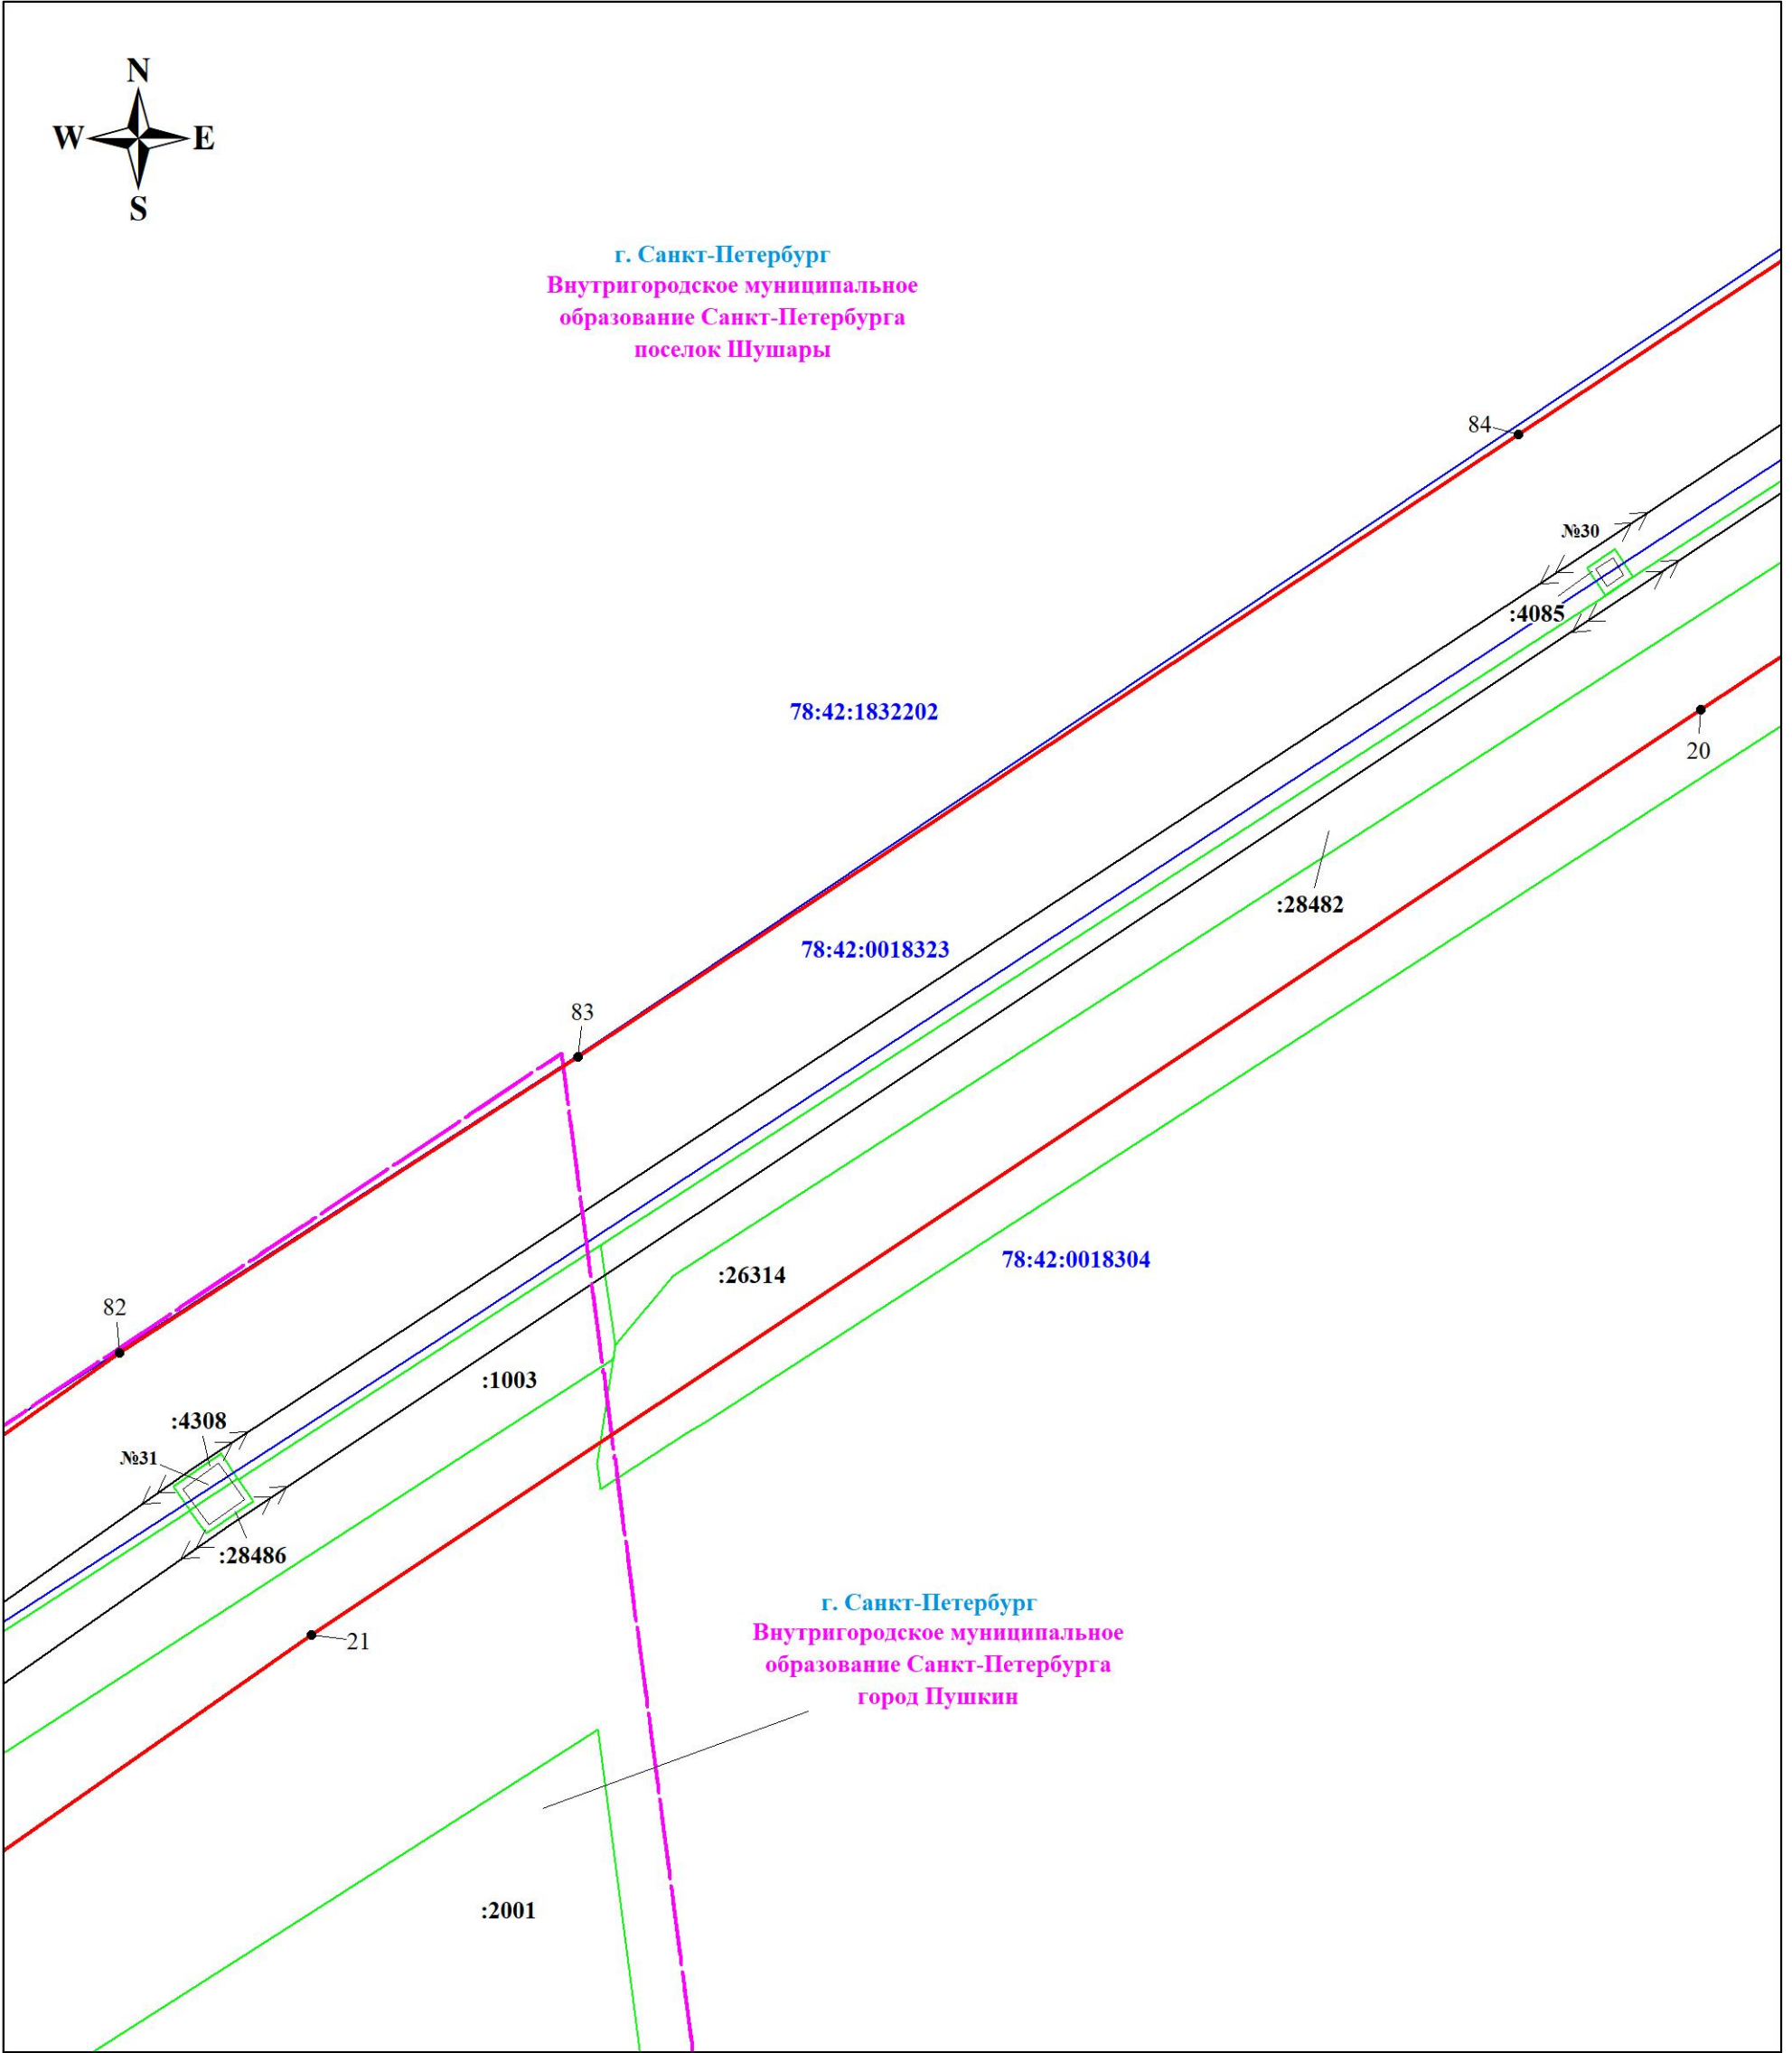 N
W E
S
г. Санкт-Петербург
Внутригородское муниципальное
образование Санкт-Петербурга
поселок Шушары
84
№30
:4085
78:42:1832202
20
:28482
78:42:0018323
83
78:42:0018304
:26314
82
:1003
:4308
№31
:28486
г. Санкт-Петербург
21
Внутригородское муниципальное
образование Санкт-Петербурга
город Пушкин
:2001